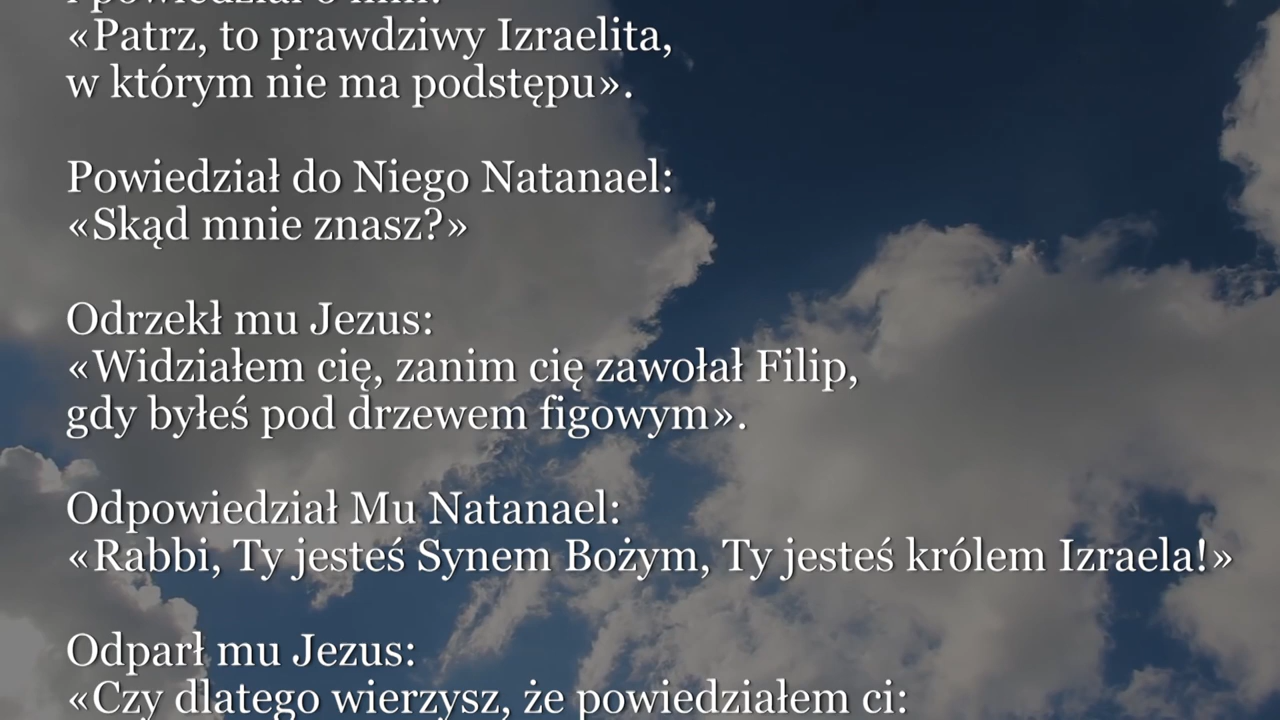 «Patrz, to prawdziwy Izraelita,
w którym nie ma podstępu».
Powiedział do Niego Natanael:
«Skąd mnie znasz?»
Odrzekł mu Jezus:
«Widziałem cię, zanim cię zawołał Filip,
gdy byłeś pod drzewem figowym».
Odpowiedział Mu Natanael:
«Rabbi, Ty jesteś Synem Bożym, Ty jesteś królem Izraela!»
Odparł mu Jezus:
«Czy dlatego wierzysz, że powiedziałem ci: